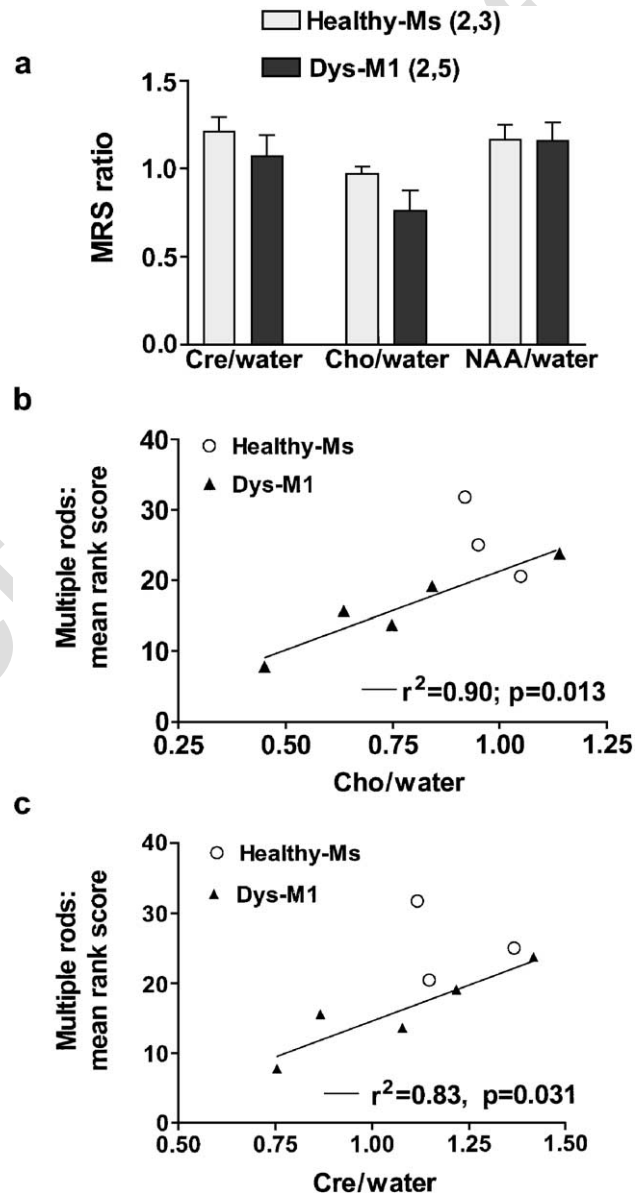 Healthy-Ms (2,3)
Dys-M1 (2,5)
a
1.5
1.0
0.5
0.0
MRS ratio
Cre/water Cho/water NAA/water
b
40
30
20
10
0
Multiple rods:
mean rank score
Healthy-Ms
Dys-M1
r²=0.90; p=0.013
0.25 0.50 0.75 1.00 1.25
Cho/water
c
40
30
20
10
0
Multiple rods:
mean rank score
Healthy-Ms
Dys-M1
r²=0.83, p=0.031
0.50 0.75 1.00 1.25 1.50
Cre/water